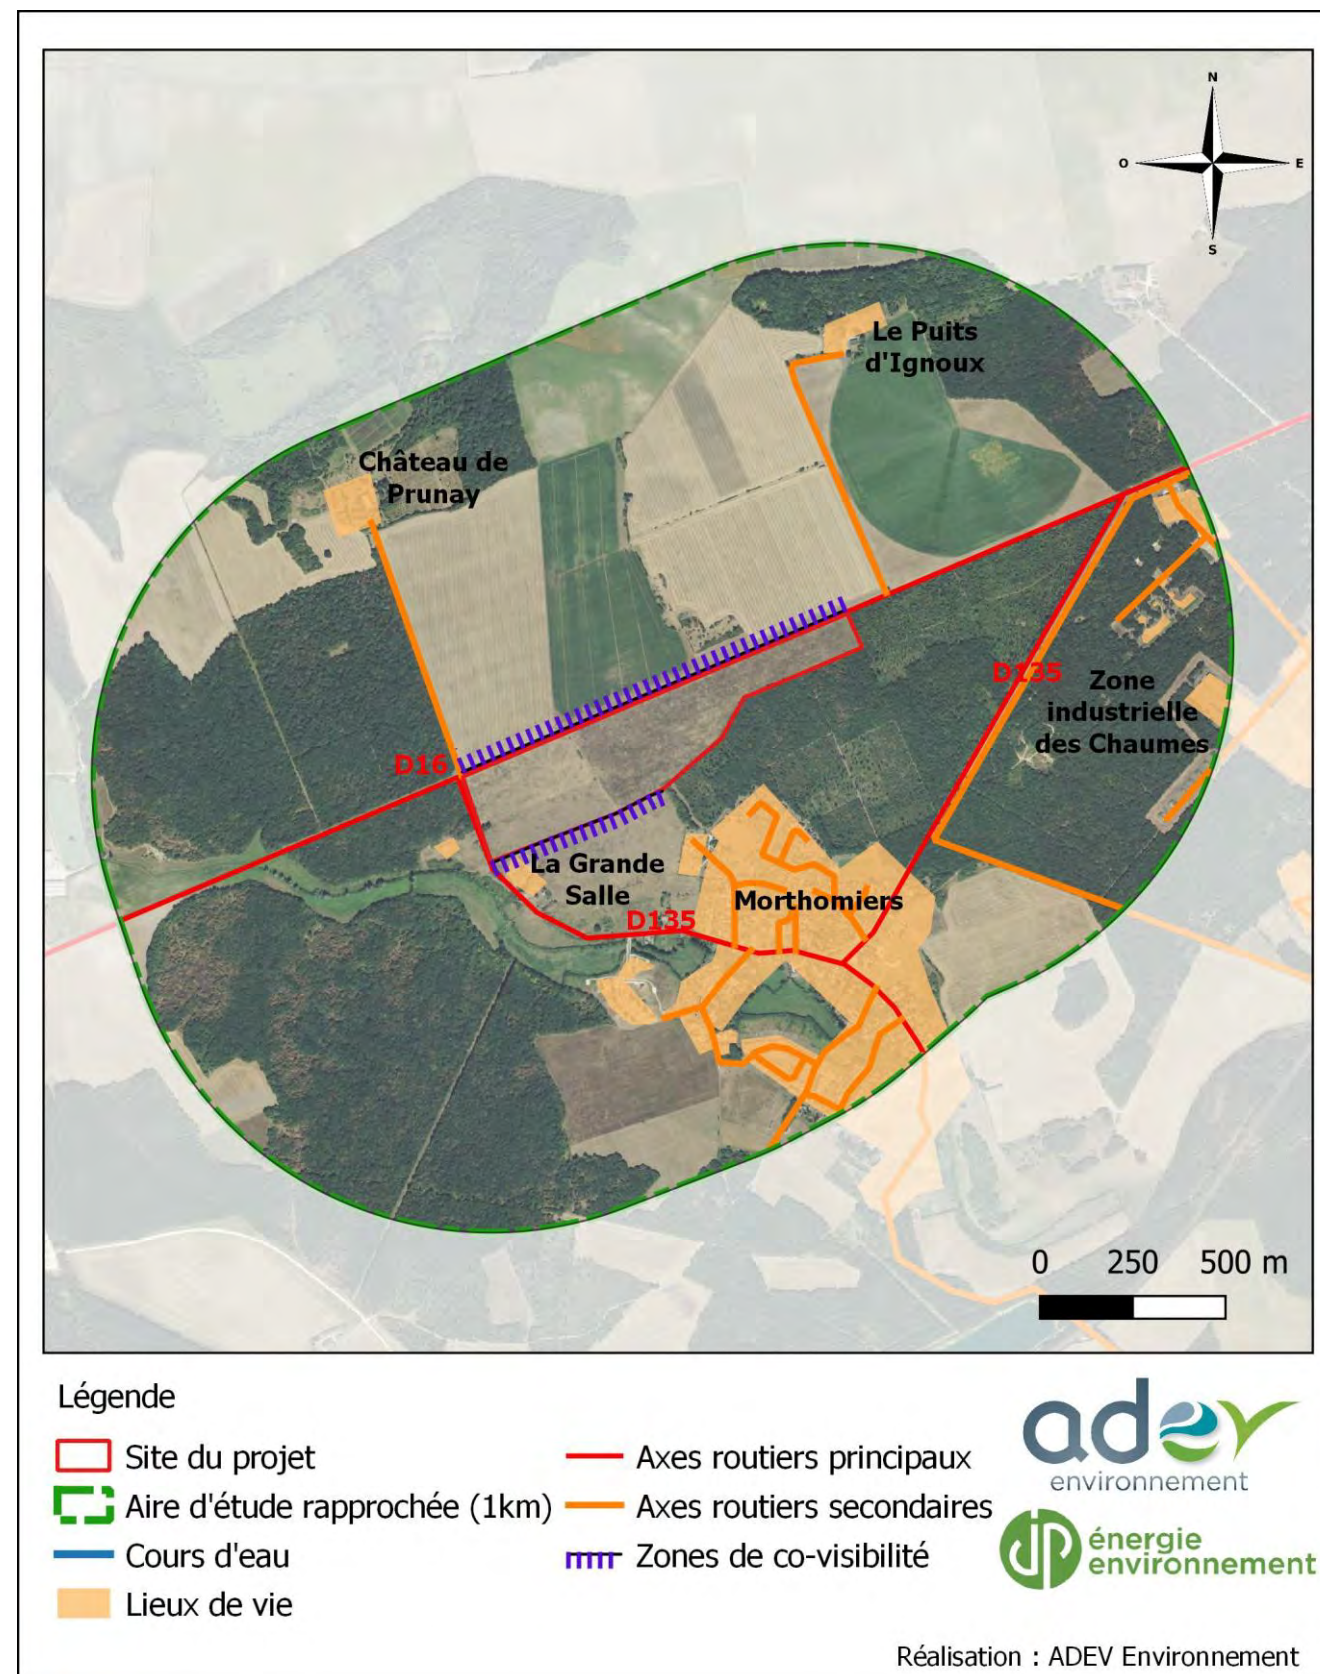 N
O
E
S
Le Puits
d'Ignoux
Château de
Prunay
D135
Zone
industrielle
des Chaumes
D16
La Grande
Salle
Morthomiers
D135
0 250 500 m
Légende
Site du projet
Aire d'étude rapprochée (1km)
Cours d'eau
Lieux de vie
Axes routiers principaux
Axes routiers secondaires
Zones de co-visibilité
adev
environnement
JP énergie
environnement
Réalisation : ADEV Environnement